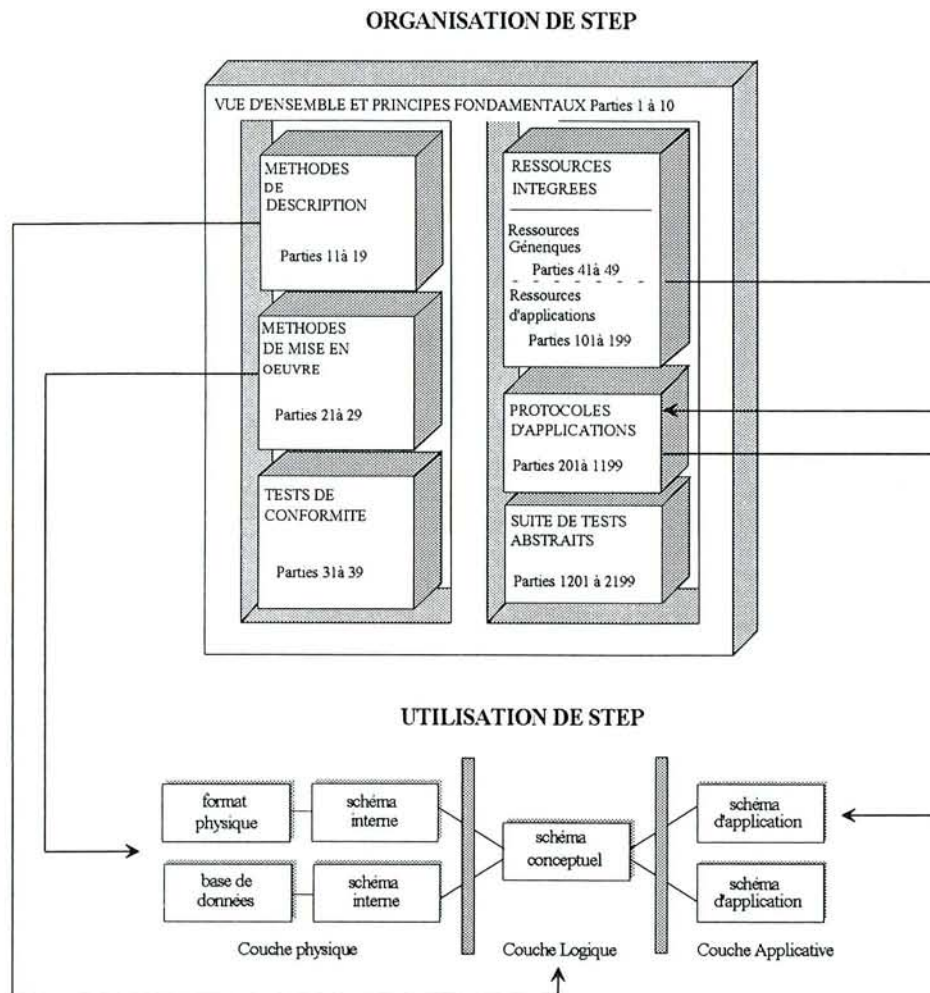 ORGANISATION DE STEP
VUE D'ENSEMBLE ET PRINCIPES FONDAMENTAUX Parties 1 à 10
METHODES
DE
DESCRIPTION
Parties 11à 19
METHODES
DE MISE EN
OEUVRE
Parties 21à 29
TESTS DE
CONFORMITE
Parties 31à 39
RESSOURCES
INTEGREES
Ressources
Génériques
Parties 41à 49
Ressources
d'applications
Parties 101à 199
PROTOCOLES
D'APPLICATIONS
Parties 201à 1199
SUITE DE TESTS
ABSTRAITS
Parties 1201 à 2199
UTILISATION DE STEP
format
physique
schéma
interne
base de
données
schéma
interne
schéma
conceptuel
schéma
d'application
schéma
d'application
Couche physique
Couche Logique
Couche Applicative